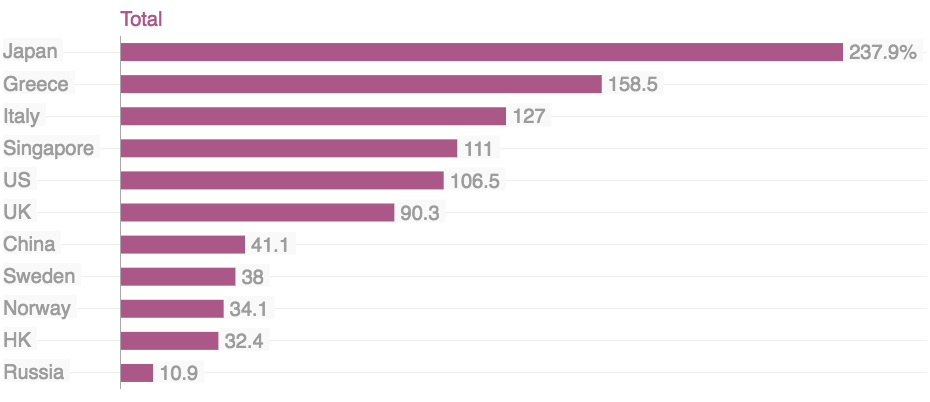 Total
Japan 237.9%
Greece 158.5
Italy 127
Singapore 111
US 106.5
UK 90.3
China 41.1
Sweden 38
Norway 34.1
HK 32.4
Russia 10.9